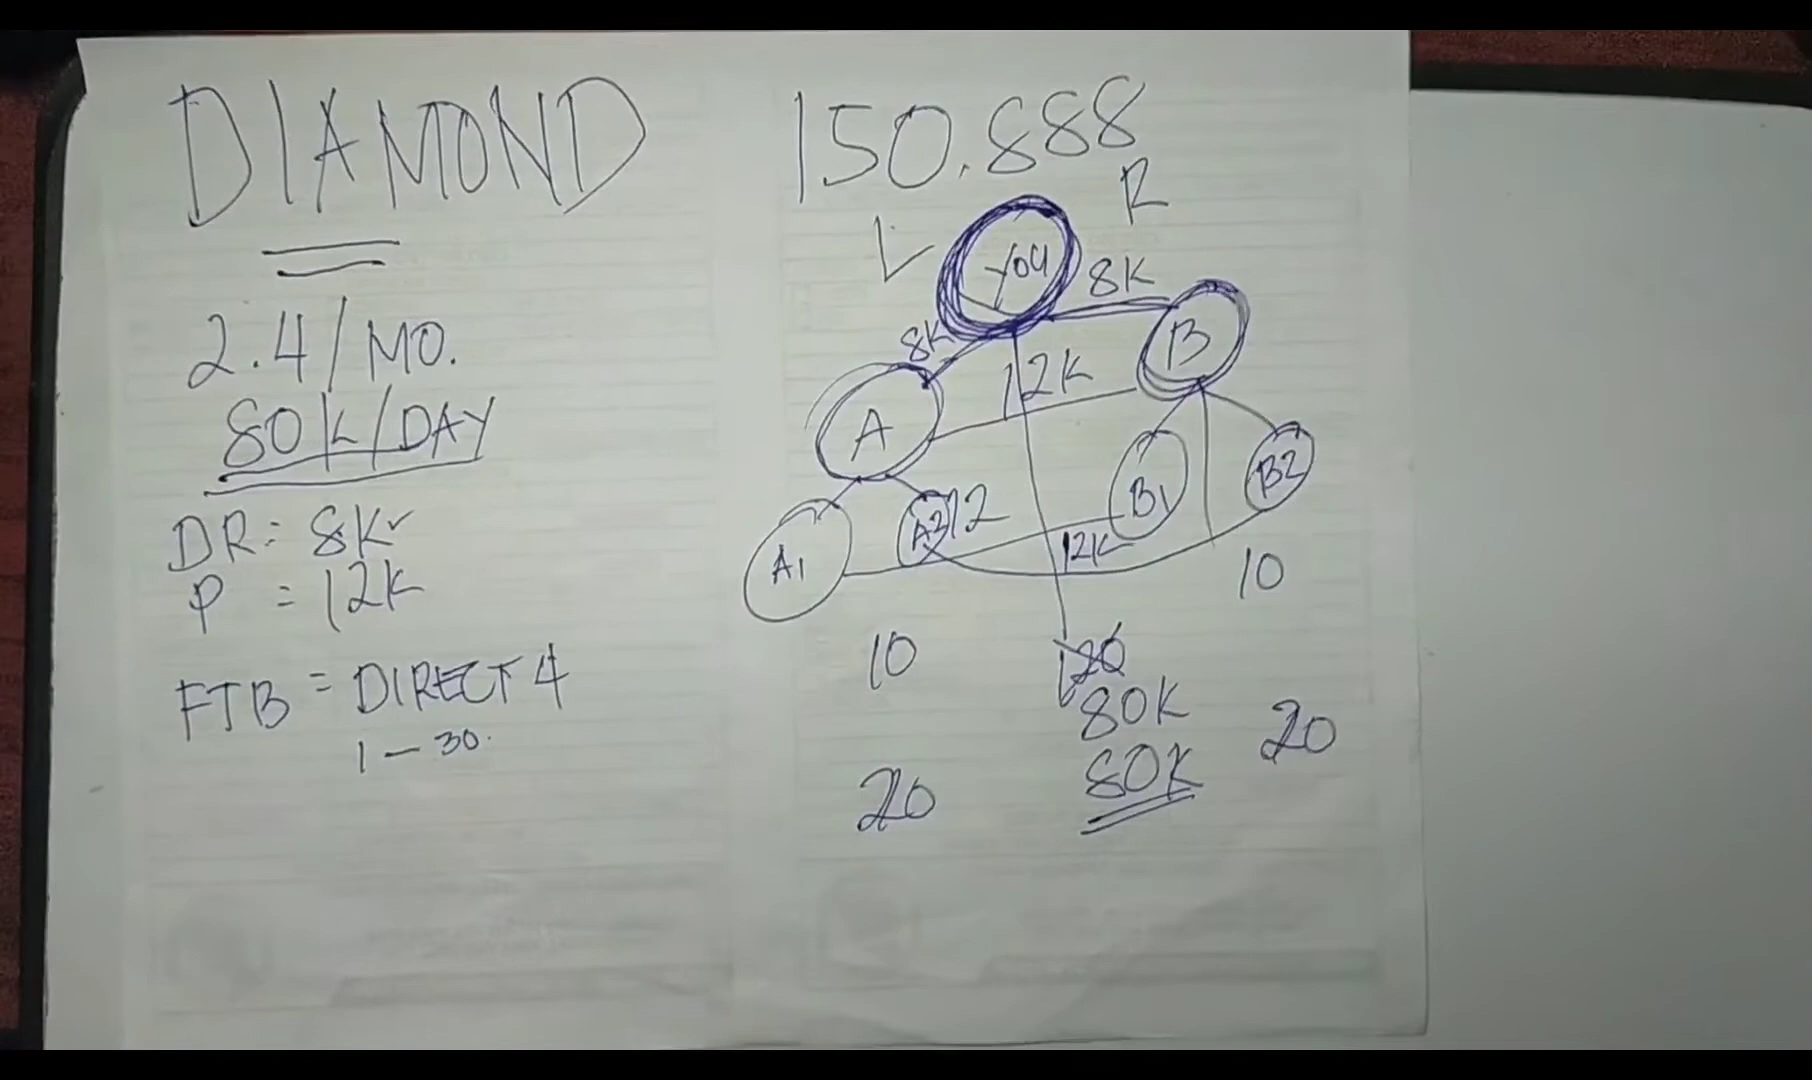 DIAMOND
2.4/MO.
80K/DAY
DR: 8K
P = 12K
FTB = DIRECT 4
1 - 30.
150.888
L R
YOU
8K
8K
B
12K
A
B1
B2
A2
12
A1
12K
10
10
120
80K
20
80K
20